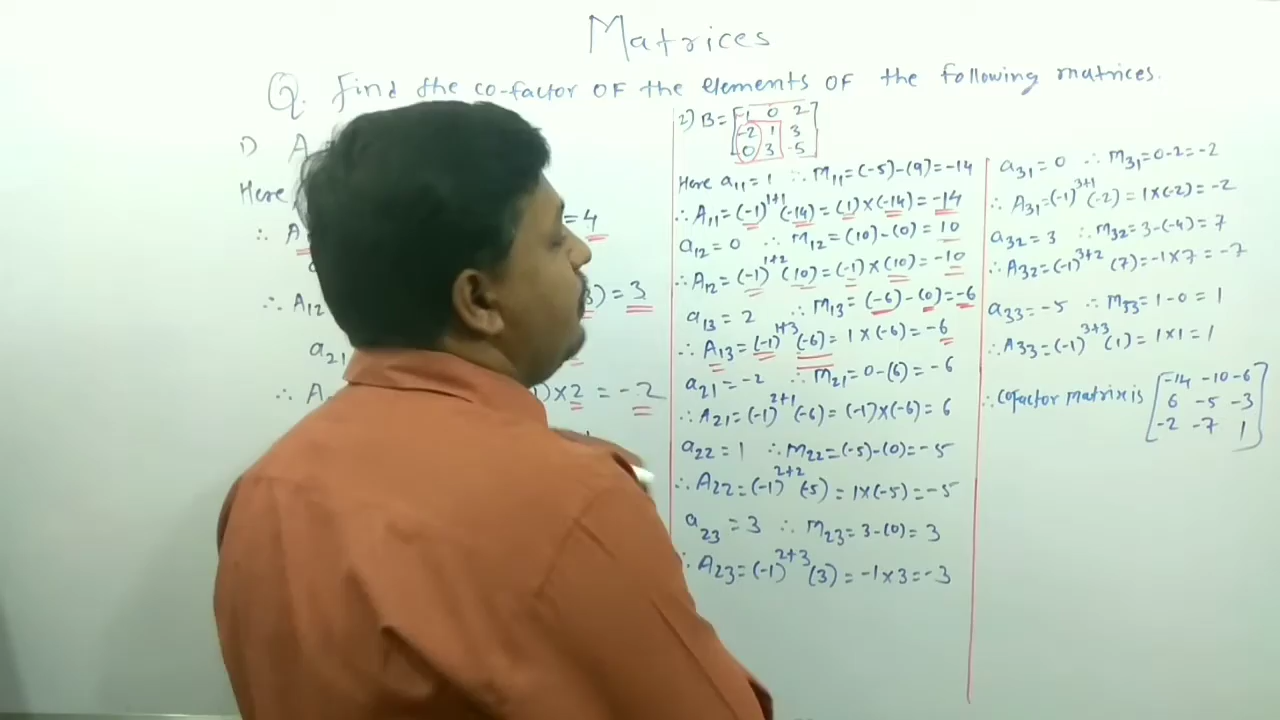 Matrices
Q. Find the co-factor OF the elements OF the following matrices.
1) A
Here
= 4
∴ A
∴ A12 3) = 3
a21
∴ A 1) × 2 = -2
2) B = [-1 0 2
-2 1 3
0 3 -5]
Here a11 = 1 ∴ M11 = (-5) - (9) = -14
∴ A11 = (-1)^1+1 (-14) = (1) × (-14) = -14
a12 = 0 ∴ M12 = (10) - (0) = 10
∴ A12 = (-1)^1+2 (10) = (-1) × (10) = -10
a13 = 2 ∴ M13 = (-6) - (0) = -6
∴ A13 = (-1)^1+3 (-6) = 1 × (-6) = -6
a21 = -2 ∴ M21 = 0 - (6) = -6
∴ A21 = (-1)^2+1 (-6) = (-1) × (-6) = 6
a22 = 1 ∴ M22 = (-5) - (0) = -5
∴ A22 = (-1)^2+2 (-5) = 1 × (-5) = -5
a23 = 3 ∴ M23 = 3 - (0) = 3
∴ A23 = (-1)^2+3 (3) = -1 × 3 = -3
a31 = 0 ∴ M31 = 0 - 2 = -2
∴ A31 = (-1)^3+1 (-2) = 1 × (-2) = -2
a32 = 3 ∴ M32 = 3 - (-4) = 7
∴ A32 = (-1)^3+2 (7) = -1 × 7 = -7
a33 = -5 ∴ M33 = 1 - 0 = 1
∴ A33 = (-1)^3+3 (1) = 1 × 1 = 1
∴ Cofactor Matrix is [-14 -10 -6
6 -5 -3
-2 -7 1]